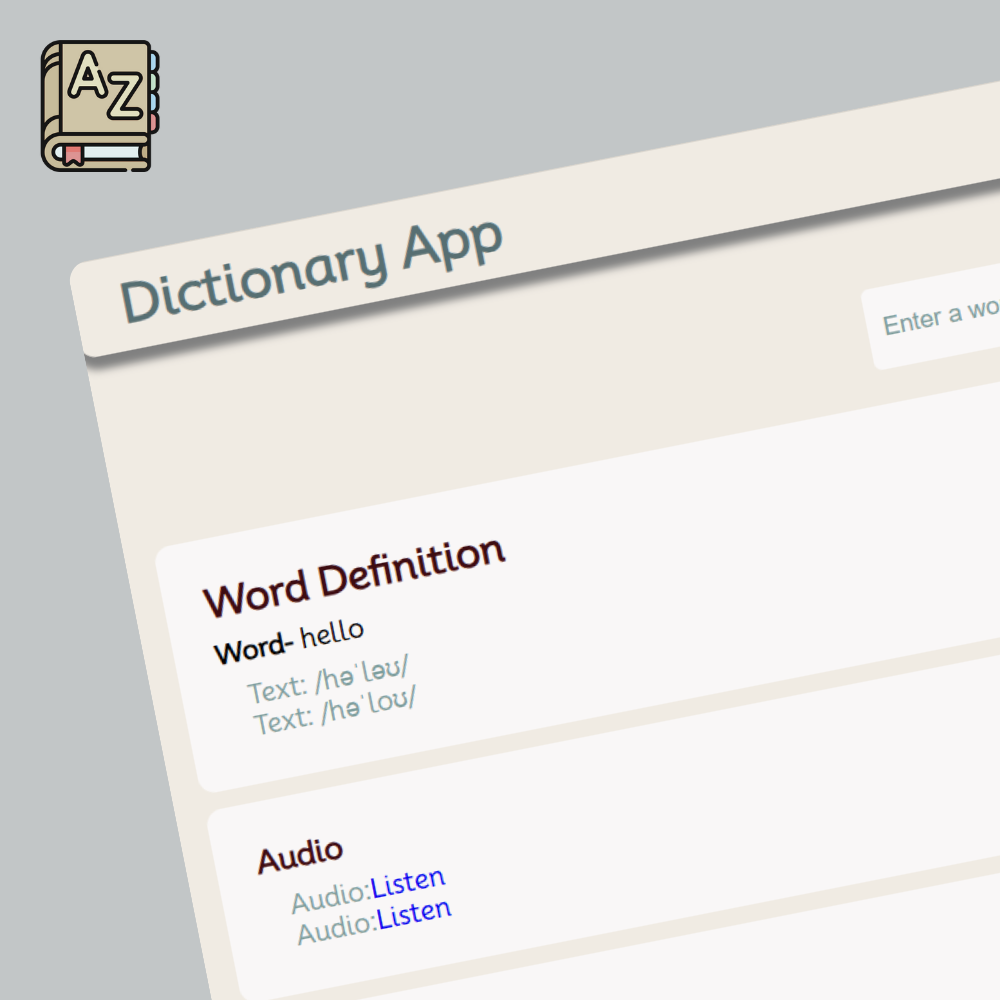 AZ
Dictionary App
Enter a wo
Word Definition
Word- hello
Text: /həˈləʊ/
Text: /həˈloʊ/
Audio
Audio:Listen
Audio:Listen